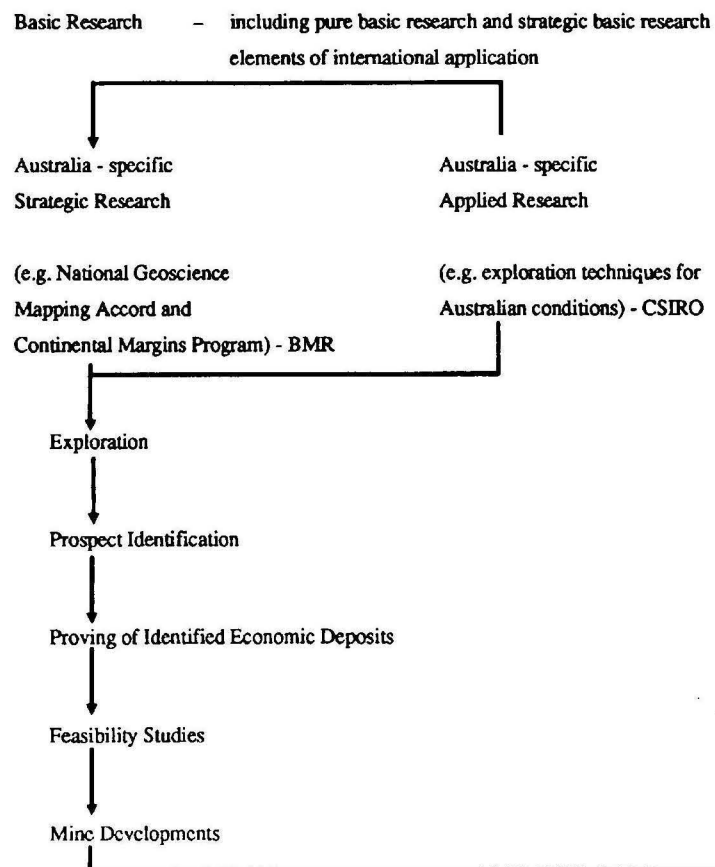 Basic Research – including pure basic research and strategic basic research
elements of international application
Australia - specific
Strategic Research
Australia - specific
Applied Research
(e.g. National Geoscience
Mapping Accord and
Continental Margins Program) - BMR
(e.g. exploration techniques for
Australian conditions) - CSIRO
Exploration
Prospect Identification
Proving of Identified Economic Deposits
Feasibility Studies
Mine Developments